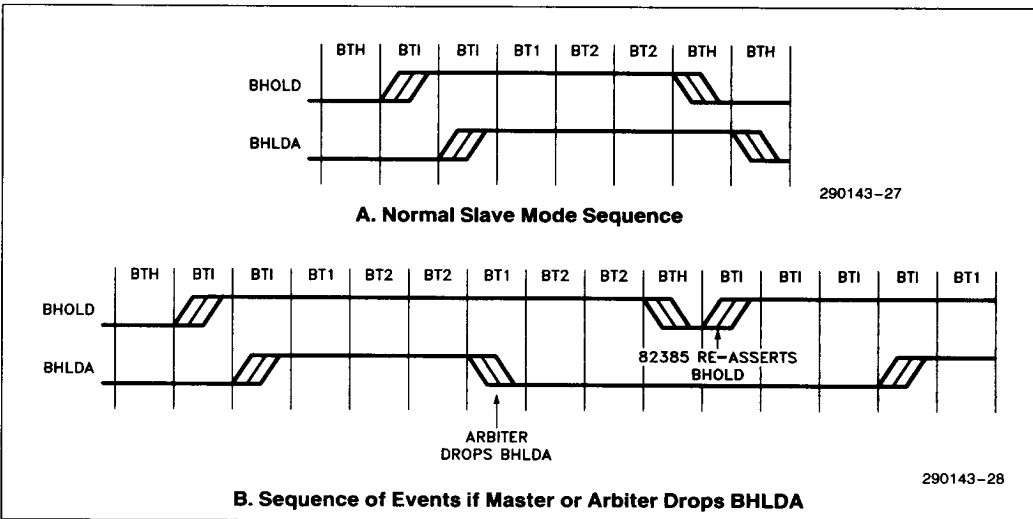 BTH BTI BTI BT1 BT2 BT2 BTH BTH
BHOLD
BHLDA
290143-27
A. Normal Slave Mode Sequence
BTH BTI BTI BT1 BT2 BT2 BT1 BT2 BT2 BTH BTI BTI BTI BTI BT1
BHOLD
82385 RE-ASSERTS
BHOLD
BHLDA
ARBITER
DROPS BHLDA
290143-28
B. Sequence of Events if Master or Arbiter Drops BHLDA